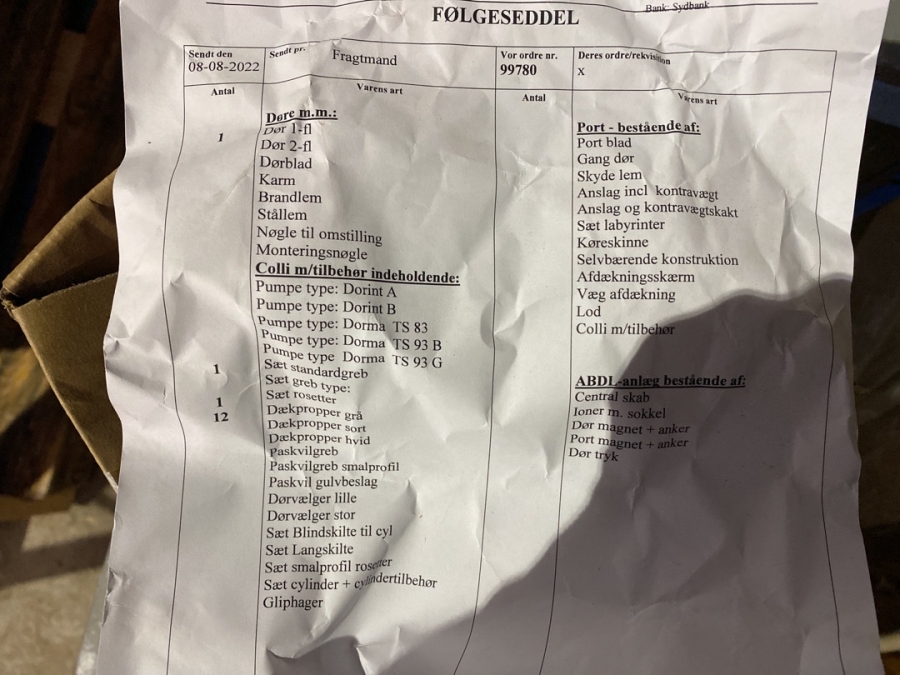 Bank: Sydbank
FØLGESEDDEL
Sendt den
08-08-2022
Sendt pr.
Fragtmand
Vor ordre nr.
99780
Deres ordre/rekvisition
x
Antal
Varens art
Antal
Varens art
Døre m.m.:
1 Dør 1-fl
Dør 2-fl
Dørblad
Karm
Brandlem
Stållem
Nøgle til omstilling
Monteringsnøgle
Colli m/tilbehør indeholdende:
Pumpe type: Dorint A
Pumpe type: Dorint B
Pumpe type: Dorma TS 83
Pumpe type: Dorma TS 93 B
Pumpe type Dorma TS 93 G
1 Sæt standardgreb
Sæt greb type:
1 Sæt rosetter
12 Dækpropper grå
Dækpropper sort
Dækpropper hvid
Paskvilgreb
Paskvilgreb smalprofil
Paskvil gulvbeslag
Dørvælger lille
Dørvælger stor
Sæt Blindskilte til cyl
Sæt Langskilte
Sæt smalprofil rosetter
Sæt cylinder + cylindertilbehør
Gliphager
Port - bestående af:
Port blad
Gang dør
Skyde lem
Anslag incl kontravægt
Anslag og kontravægtskakt
Sæt labyrinter
Køreskinne
Selvbærende konstruktion
Afdækningsskærm
Væg afdækning
Lod
Colli m/tilbehør
ABDL-anlæg bestående af:
Central skab
Ioner m. sokkel
Dør magnet + anker
Port magnet + anker
Dør tryk